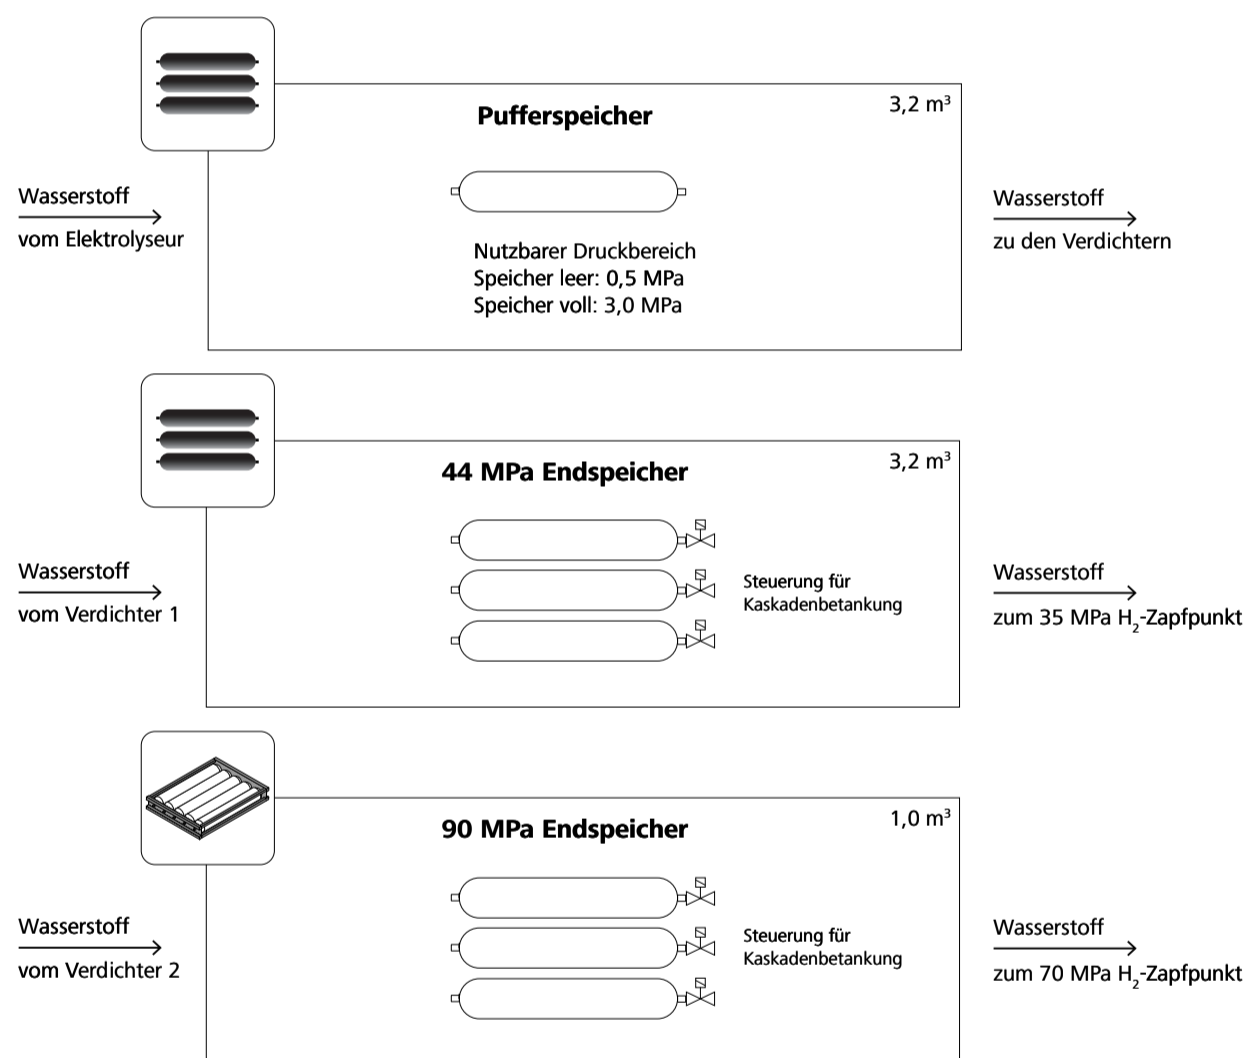 Pufferspeicher
3,2 m³
Wasserstoff
vom Elektrolyseur
Nutzbarer Druckbereich
Speicher leer: 0,5 MPa
Speicher voll: 3,0 MPa
Wasserstoff
zu den Verdichtern
44 MPa Endspeicher
3,2 m³
Wasserstoff
vom Verdichter 1
Steuerung für
Kaskadenbetankung
Wasserstoff
zum 35 MPa H₂-Zapfpunkt
90 MPa Endspeicher
1,0 m³
Wasserstoff
vom Verdichter 2
Steuerung für
Kaskadenbetankung
Wasserstoff
zum 70 MPa H₂-Zapfpunkt